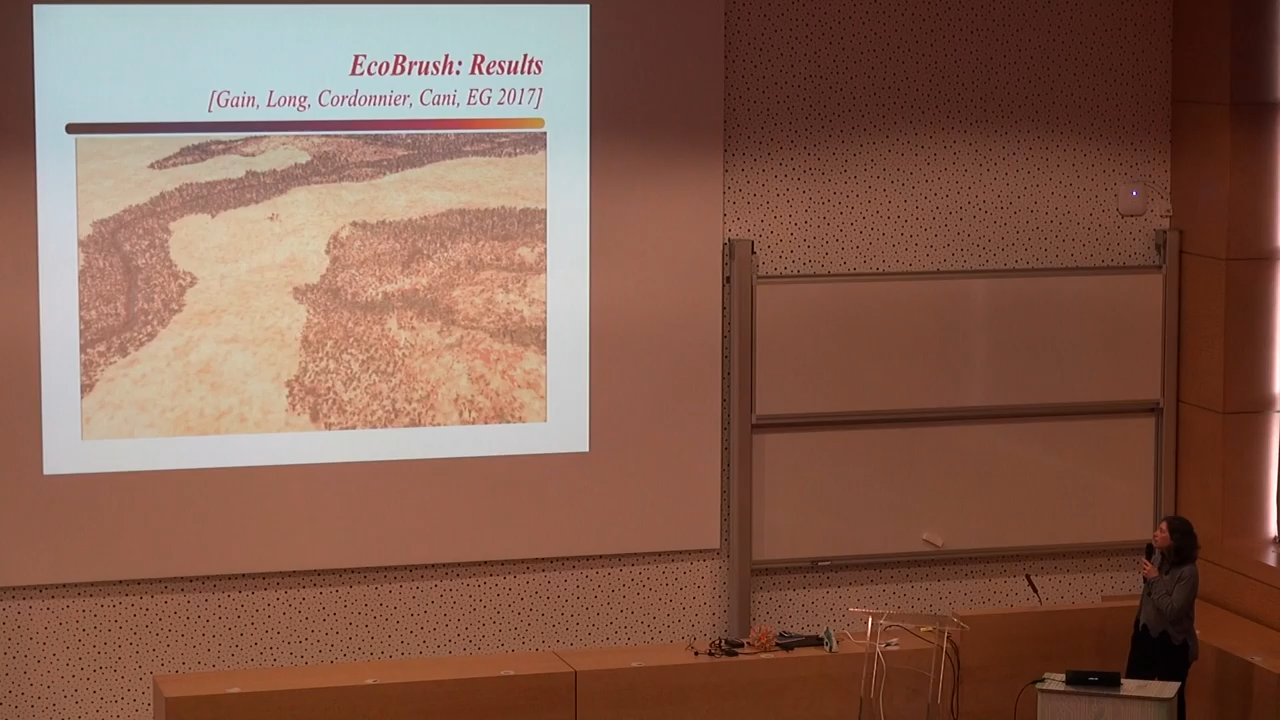 EcoBrush: Results
[Gain, Long, Cordonnier, Cani, EG 2017]